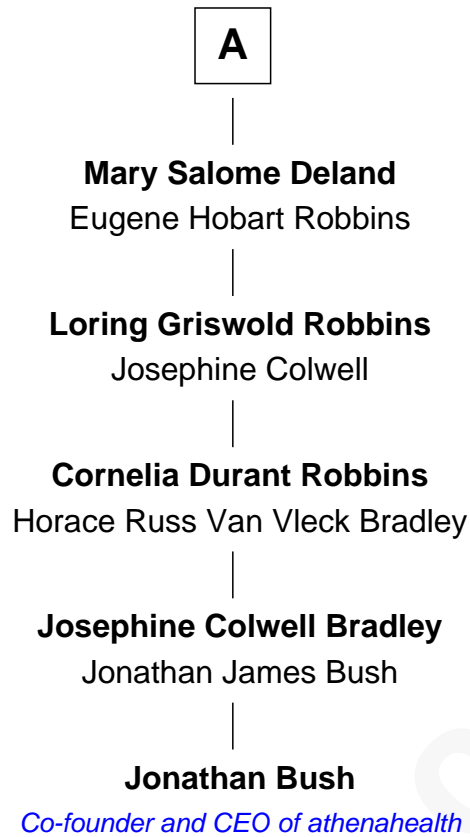 A
Mary Salome Deland
Eugene Hobart Robbins
Loring Griswold Robbins
Josephine Colwell
Cornelia Durant Robbins
Horace Russ Van Vleck Bradley
Josephine Colwell Bradley
Jonathan James Bush
Jonathan Bush
Co-founder and CEO of athenahealth